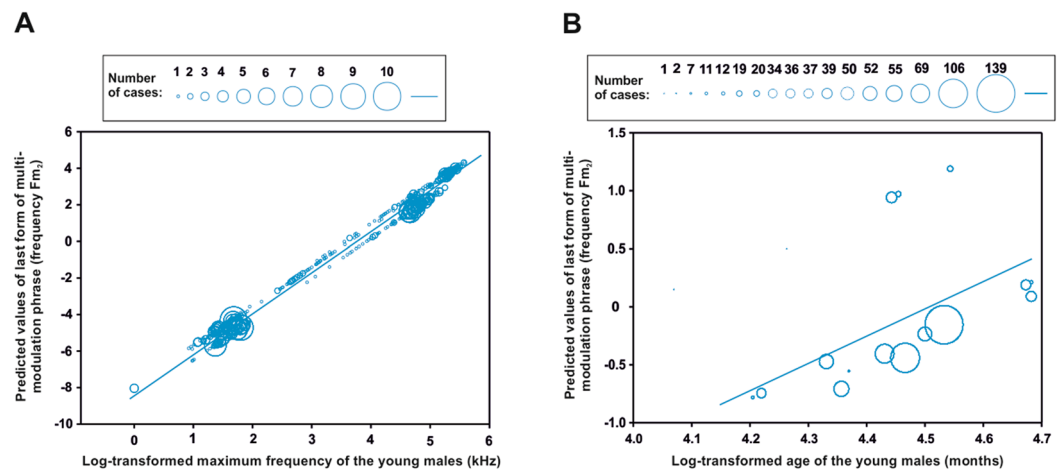 A
Number of cases: 1 2 3 4 5 6 7 8 9 10
Predicted values of last form of multi-
modulation phrase (frequency Fm2)
6
4
2
0
-2
-4
-6
-8
-10
0 1 2 3 4 5 6
Log-transformed maximum frequency of the young males (kHz)
B
Number of cases: 1 2 7 11 12 19 20 34 36 37 39 50 52 55 69 106 139
Predicted values of last form of multi-
modulation phrase (frequency Fm2)
1.5
1.0
0.5
0
-0.5
-1.0
4.0 4.1 4.2 4.3 4.4 4.5 4.6 4.7
Log-transformed age of the young males (months)